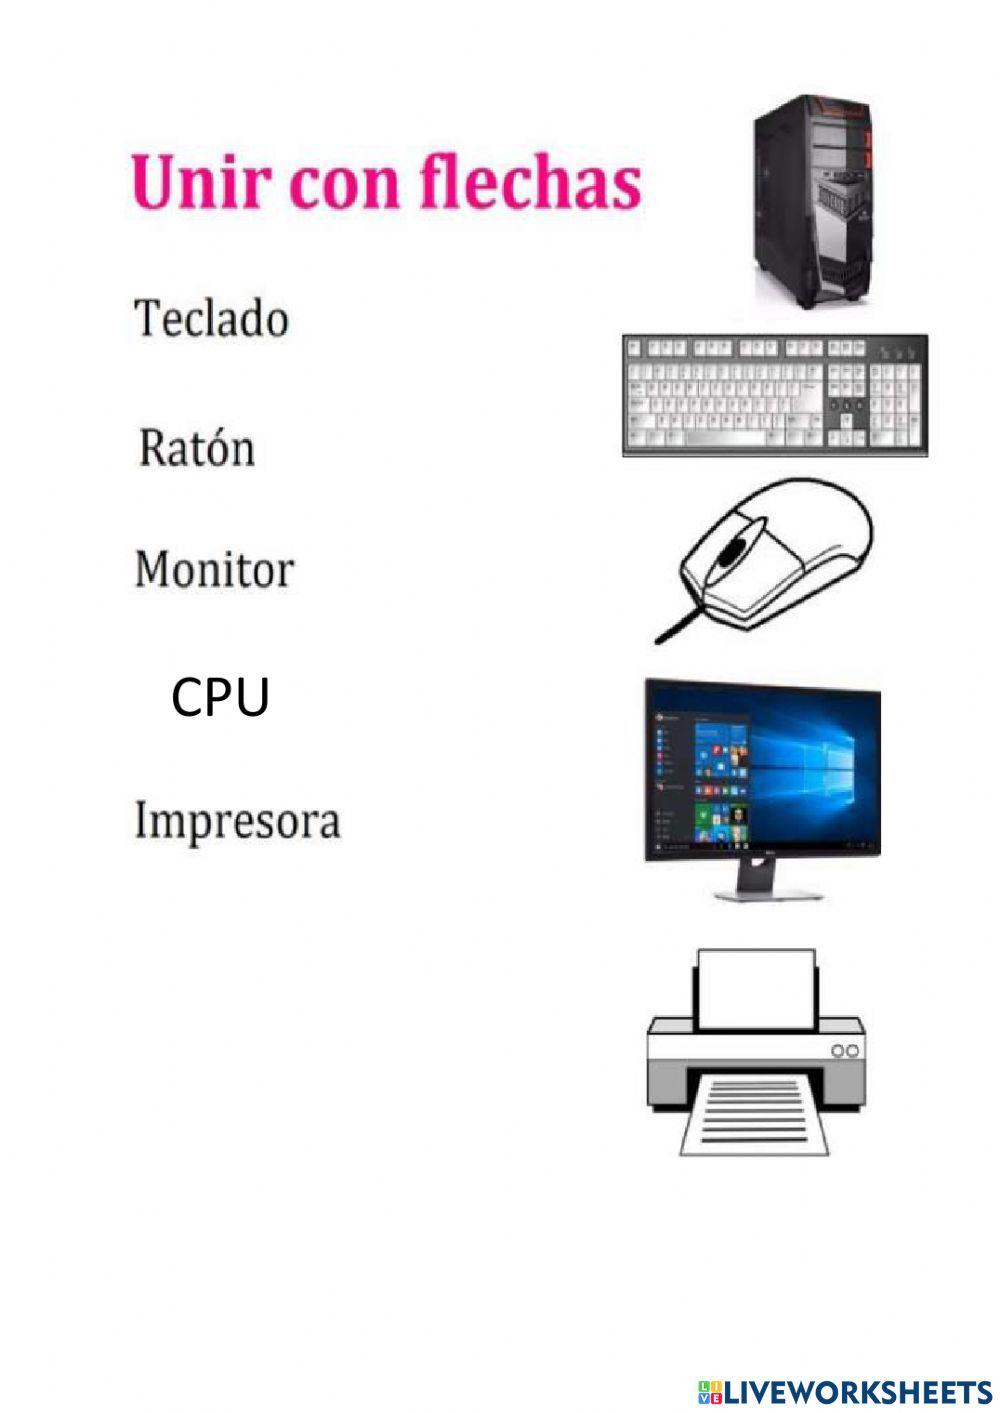 Unir con flechas
Teclado
Ratón
Monitor
CPU
Impresora
LIVEWORKSHEETS